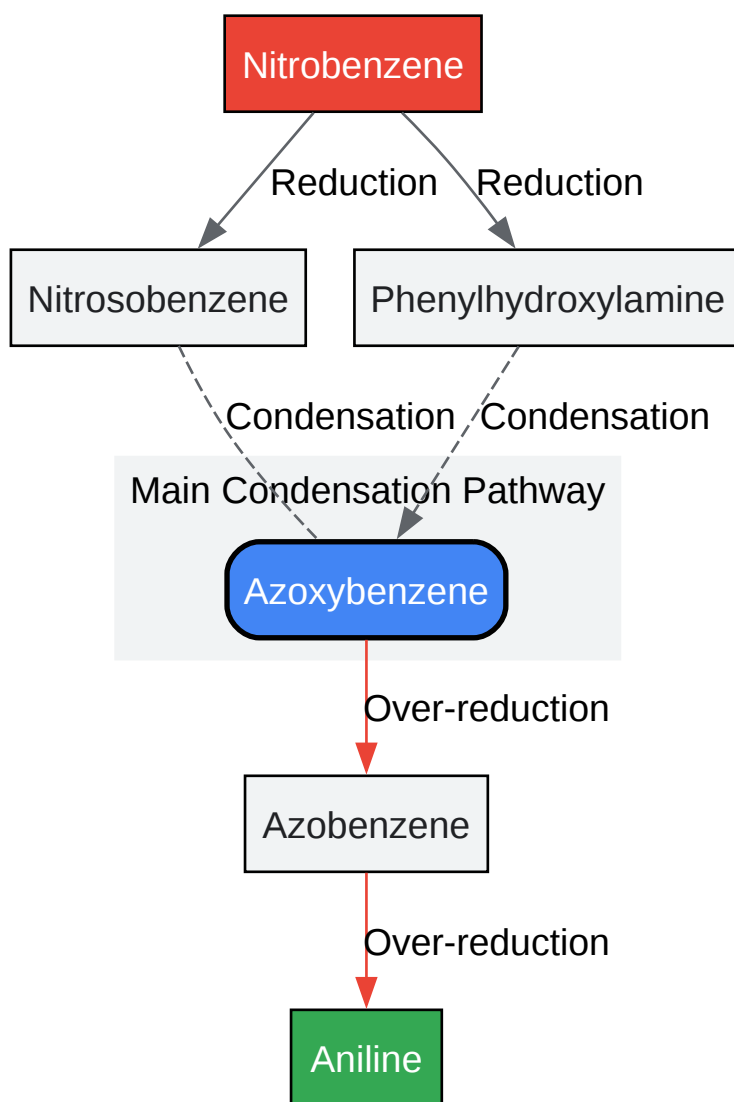 Nitrobenzene
Reduction
Reduction
Nitrosobenzene
Phenylhydroxylamine
Condensation
Condensation
Main Condensation Pathway
Azoxybenzene
Over-reduction
Azobenzene
Over-reduction
Aniline